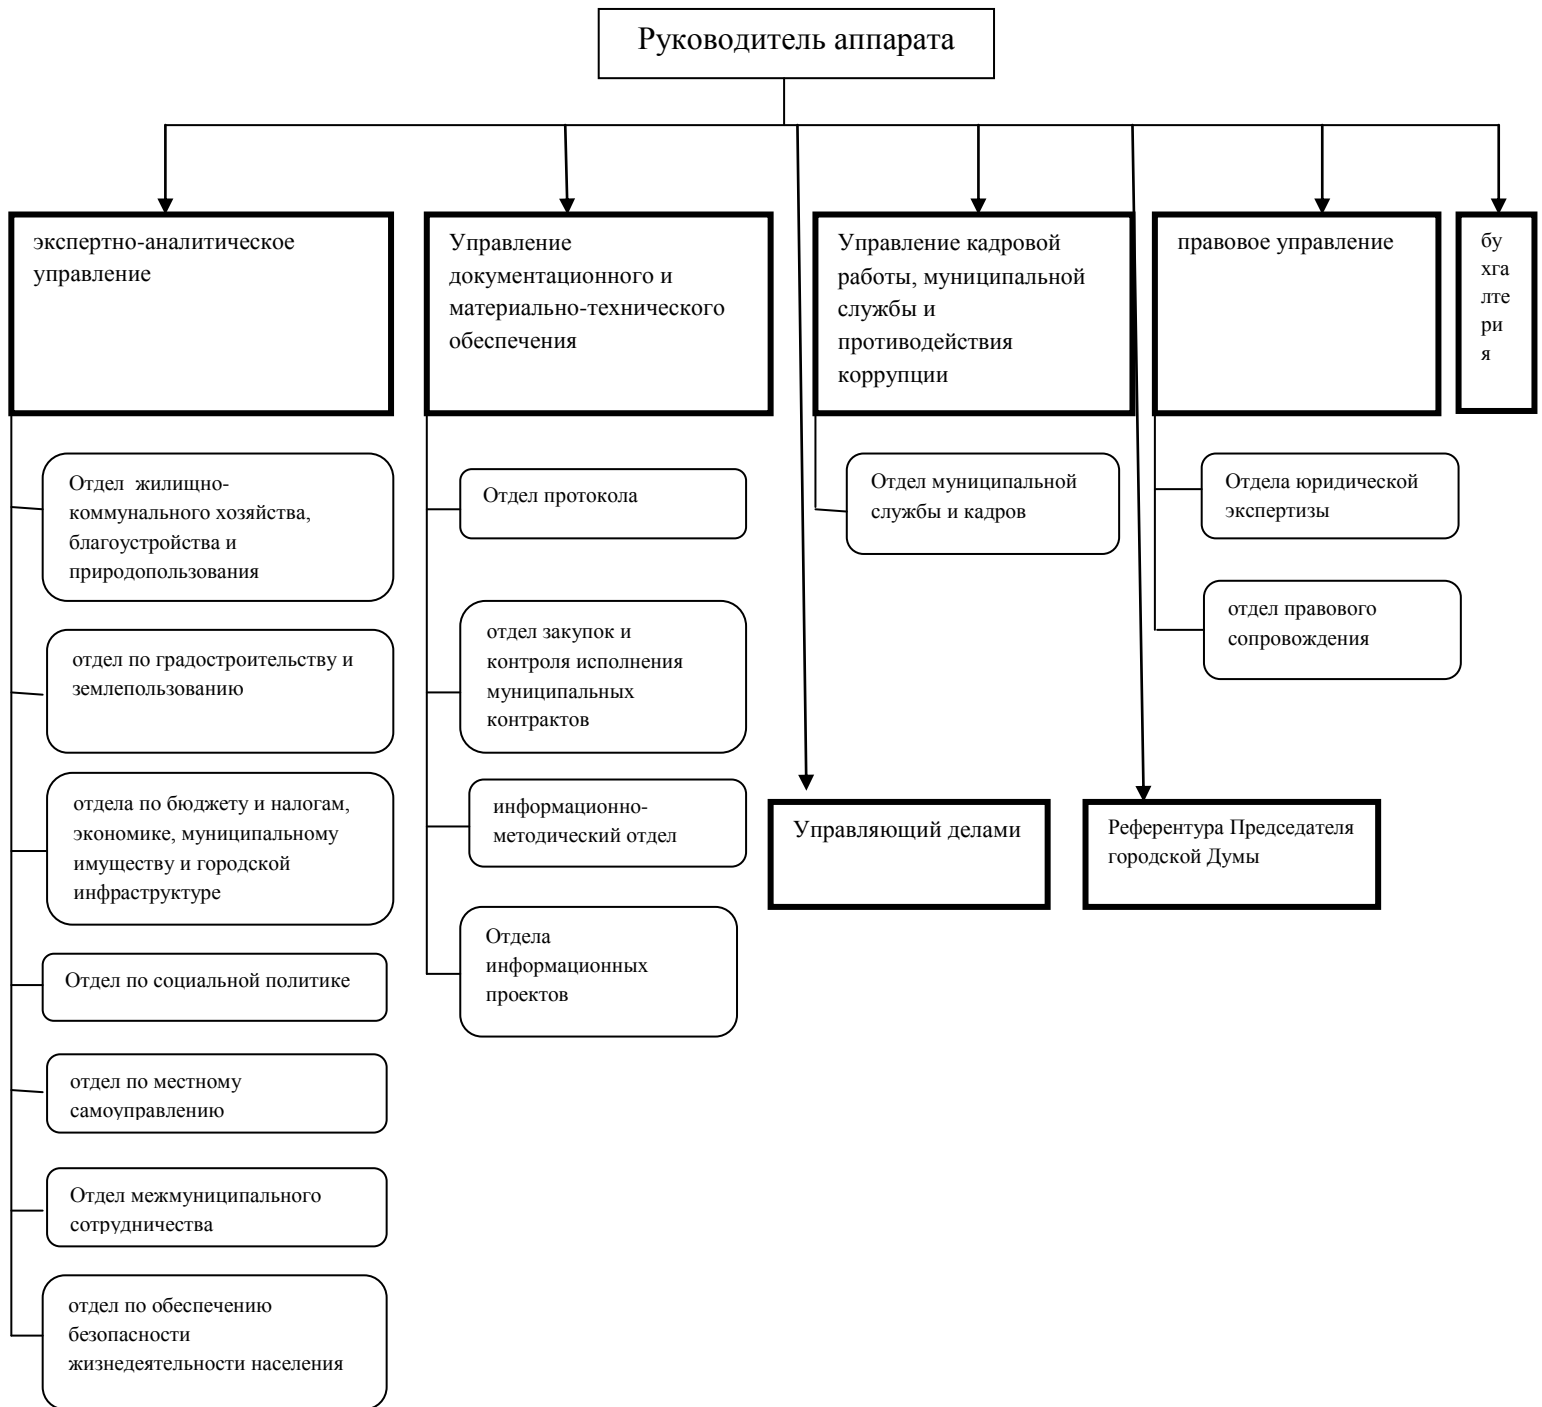 Руководитель аппарата
экспертно-аналитическое
управление
Управление
документационного и
материально-технического
обеспечения
Управление кадровой
работы, муниципальной
службы и
противодействия
коррупции
правовое управление
бу
хга
лте
ри
я
Отдел жилищно-
коммунального хозяйства,
благоустройства и
природопользования
отдел по градостроительству и
землепользованию
отдела по бюджету и налогам,
экономике, муниципальному
имуществу и городской
инфраструктуре
Отдел по социальной политике
отдел по местному
самоуправлению
Отдел межмуниципального
сотрудничества
отдел по обеспечению
безопасности
жизнедеятельности населения
Отдел протокола
отдел закупок и
контроля исполнения
муниципальных
контрактов
информационно-
методический отдел
Отдела
информационных
проектов
Отдел муниципальной
службы и кадров
Отдела юридической
экспертизы
отдел правового
сопровождения
Управляющий делами
Референтура Председателя
городской Думы